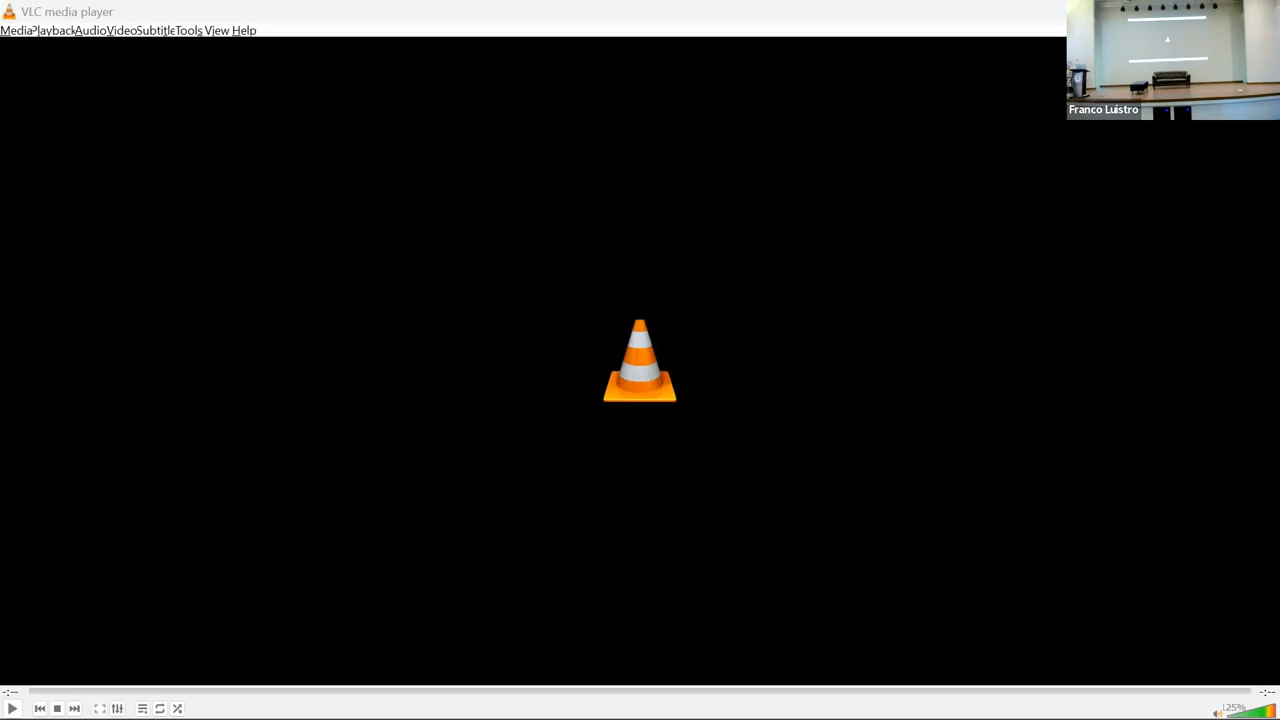 VLC media player
Media Playback Audio Video Subtitle Tools View Help
Franco Luistro
-:--
-:--
125%